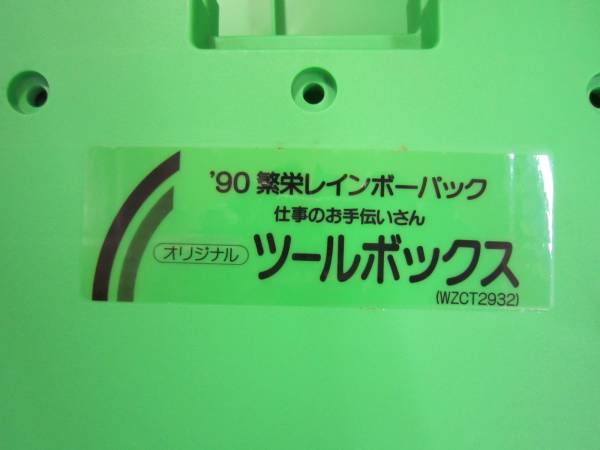 '90 繁栄レインボーパック
仕事のお手伝いさん
オリジナル ツールボックス
(WZCT2932)